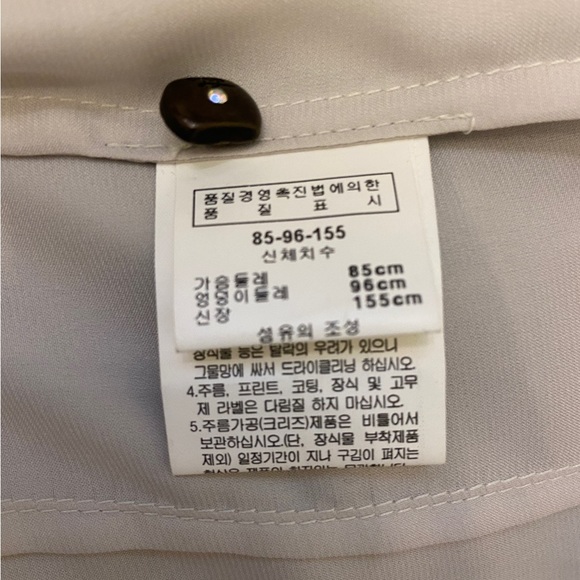 품질경영촉진법에의한
품 질 표 시
85-96-155
신체치수
가슴둘레 85cm
엉덩이둘레 96cm
신장 155cm
섬유의 조성
장식물 등은 탈락의 우려가 있으니
그물망에 싸서 드라이클리닝 하십시오.
4.주름, 프린트, 코팅, 장식 및 고무
제 라벨은 다림질 하지 마십시오.
5.주름가공(크리즈)제품은 비틀어서
보관하십시오.(단, 장식물 부착제품
제외) 일정기간이 지나 구김이 펴지는